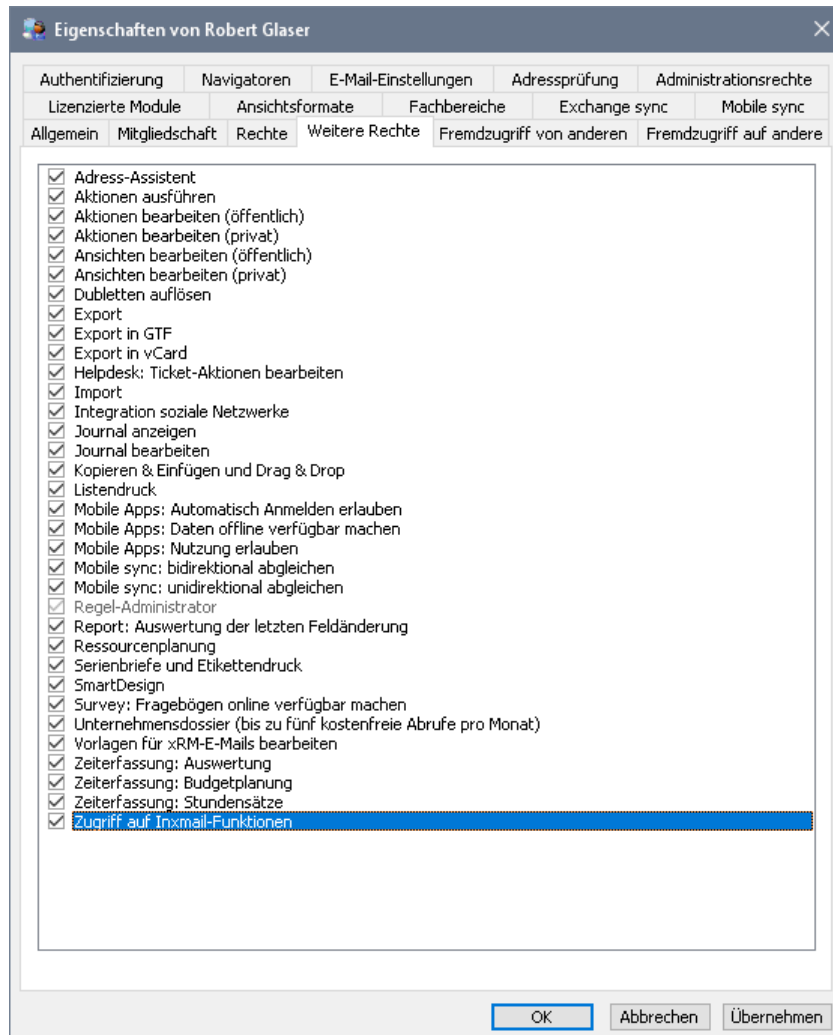 Eigenschaften von Robert Glaser
Authentifizierung Navigatoren E-Mail-Einstellungen Adressprüfung Administrationsrechte
Lizenzierte Module Ansichtsformate Fachbereiche Exchange sync Mobile sync
Allgemein Mitgliedschaft Rechte Weitere Rechte Fremdzugriff von anderen Fremdzugriff auf andere
Adress-Assistent
Aktionen ausführen
Aktionen bearbeiten (öffentlich)
Aktionen bearbeiten (privat)
Ansichten bearbeiten (öffentlich)
Ansichten bearbeiten (privat)
Dubletten auflösen
Export
Export in GTF
Export in vCard
Helpdesk: Ticket-Aktionen bearbeiten
Import
Integration soziale Netzwerke
Journal anzeigen
Journal bearbeiten
Kopieren & Einfügen und Drag & Drop
Listendruck
Mobile Apps: Automatisch Anmelden erlauben
Mobile Apps: Daten offline verfügbar machen
Mobile Apps: Nutzung erlauben
Mobile sync: bidirektional abgleichen
Mobile sync: unidirektional abgleichen
Regel-Administrator
Report: Auswertung der letzten Feldänderung
Ressourcenplanung
Serienbriefe und Etikettendruck
SmartDesign
Survey: Fragebögen online verfügbar machen
Unternehmensdossier (bis zu fünf kostenfreie Abrufe pro Monat)
Vorlagen für xRM-E-Mails bearbeiten
Zeiterfassung: Auswertung
Zeiterfassung: Budgetplanung
Zeiterfassung: Stundensätze
Zugriff auf Inxmail-Funktionen
OK Abbrechen Übernehmen